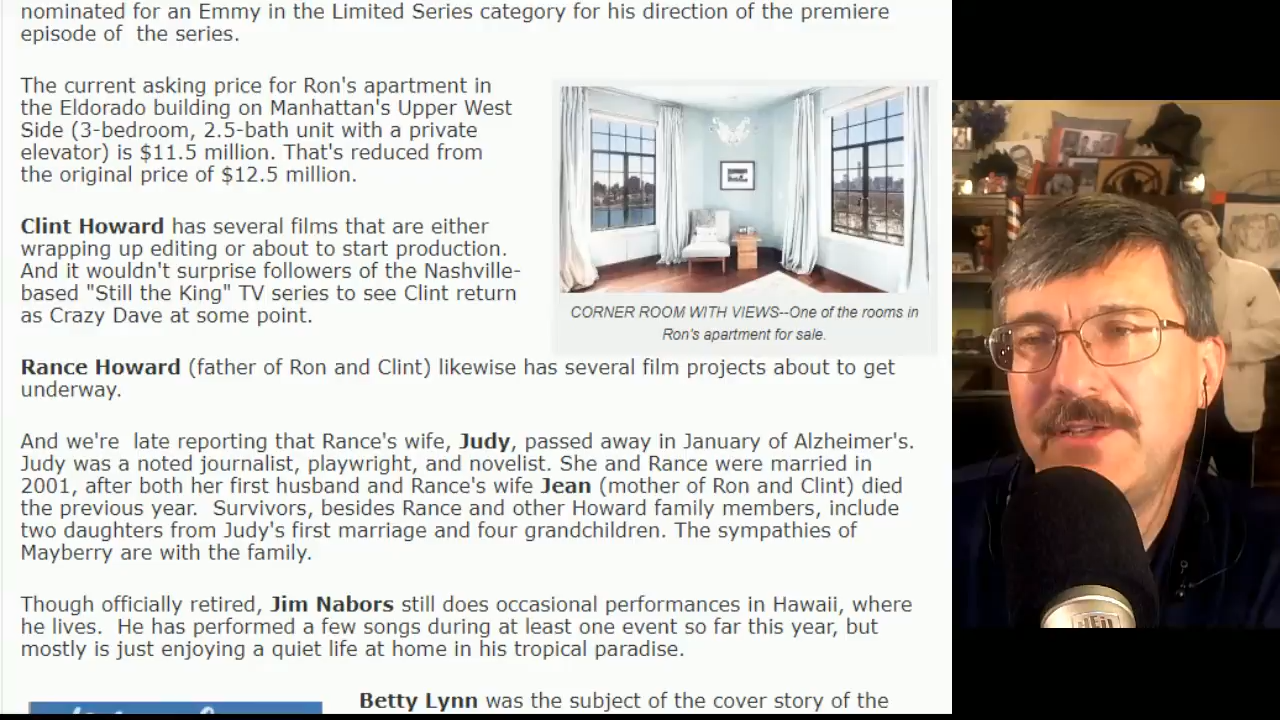 nominated for an Emmy in the Limited Series category for his direction of the premiere
episode of  the series.
The current asking price for Ron's apartment in
the Eldorado building on Manhattan's Upper West
Side (3-bedroom, 2.5-bath unit with a private
elevator) is $11.5 million. That's reduced from
the original price of $12.5 million.
Clint Howard has several films that are either
wrapping up editing or about to start production.
And it wouldn't surprise followers of the Nashville-
based "Still the King" TV series to see Clint return
as Crazy Dave at some point.
CORNER ROOM WITH VIEWS--One of the rooms in
Ron's apartment for sale.
Rance Howard (father of Ron and Clint) likewise has several film projects about to get
underway.
And we're  late reporting that Rance's wife, Judy, passed away in January of Alzheimer's.
Judy was a noted journalist, playwright, and novelist. She and Rance were married in
2001, after both her first husband and Rance's wife Jean (mother of Ron and Clint) died
the previous year.  Survivors, besides Rance and other Howard family members, include
two daughters from Judy's first marriage and four grandchildren. The sympathies of
Mayberry are with the family.
Though officially retired, Jim Nabors still does occasional performances in Hawaii, where
he lives.  He has performed a few songs during at least one event so far this year, but
mostly is just enjoying a quiet life at home in his tropical paradise.
Betty Lynn was the subject of the cover story of the